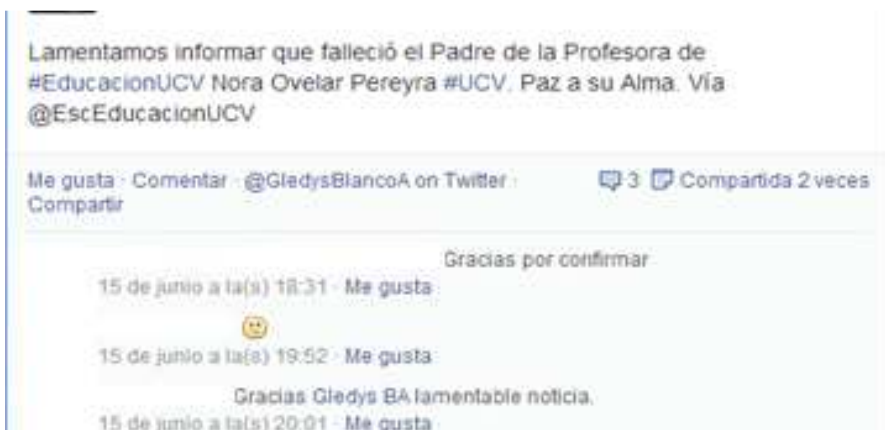 Lamentamos informar que falleció el Padre de la Profesora de
#EducacionUCV Nora Ovelar Pereyra #UCV. Paz a su Alma. Vía
@EscEducacionUCV
Me gusta · Comentar · @GledysBlancoA on Twitter ·
Compartir
3 Compartida 2 veces
Gracias por confirmar
15 de junio a la(s) 18:31 · Me gusta
15 de junio a la(s) 19:52 · Me gusta
Gracias Gledys BA lamentable noticia.
15 de junio a la(s) 20:01 · Me gusta